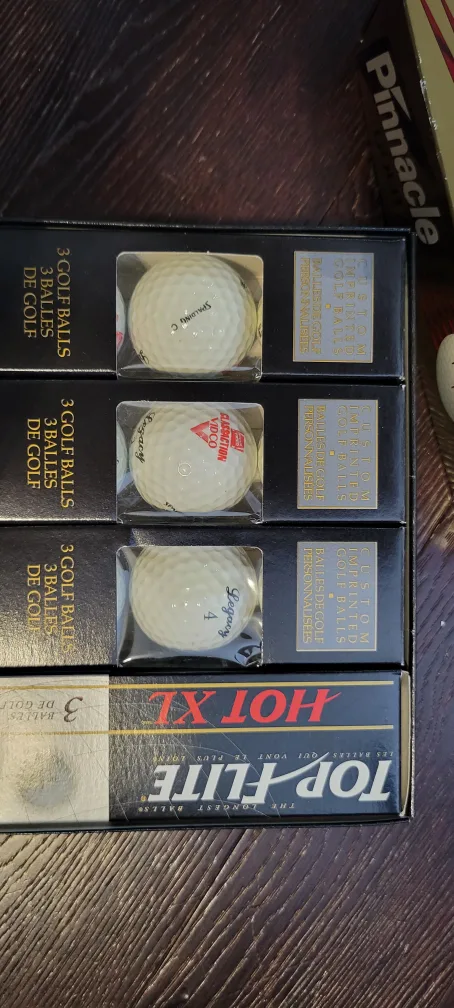 Pinnacle
3 GOLF BALLS
3 BALLES
DE GOLF
SPALDING C
CUSTOM
IMPRINTED
GOLF BALLS
BALLES DE GOLF
PERSONNALISÉES
3 GOLF BALLS
3 BALLES
DE GOLF
Legacy
CLASS ACTION
VIDCO
CUSTOM
IMPRINTED
GOLF BALLS
BALLES DE GOLF
PERSONNALISÉES
3 GOLF BALLS
3 BALLES
DE GOLF
Legacy
4
CUSTOM
IMPRINTED
GOLF BALLS
BALLES DE GOLF
PERSONNALISÉES
THE LONGEST BALLS
TOP-FLITE
LES BALLES QUI VONT LE PLUS LOIN
HOT XL
3
BALLES
DE GOLF